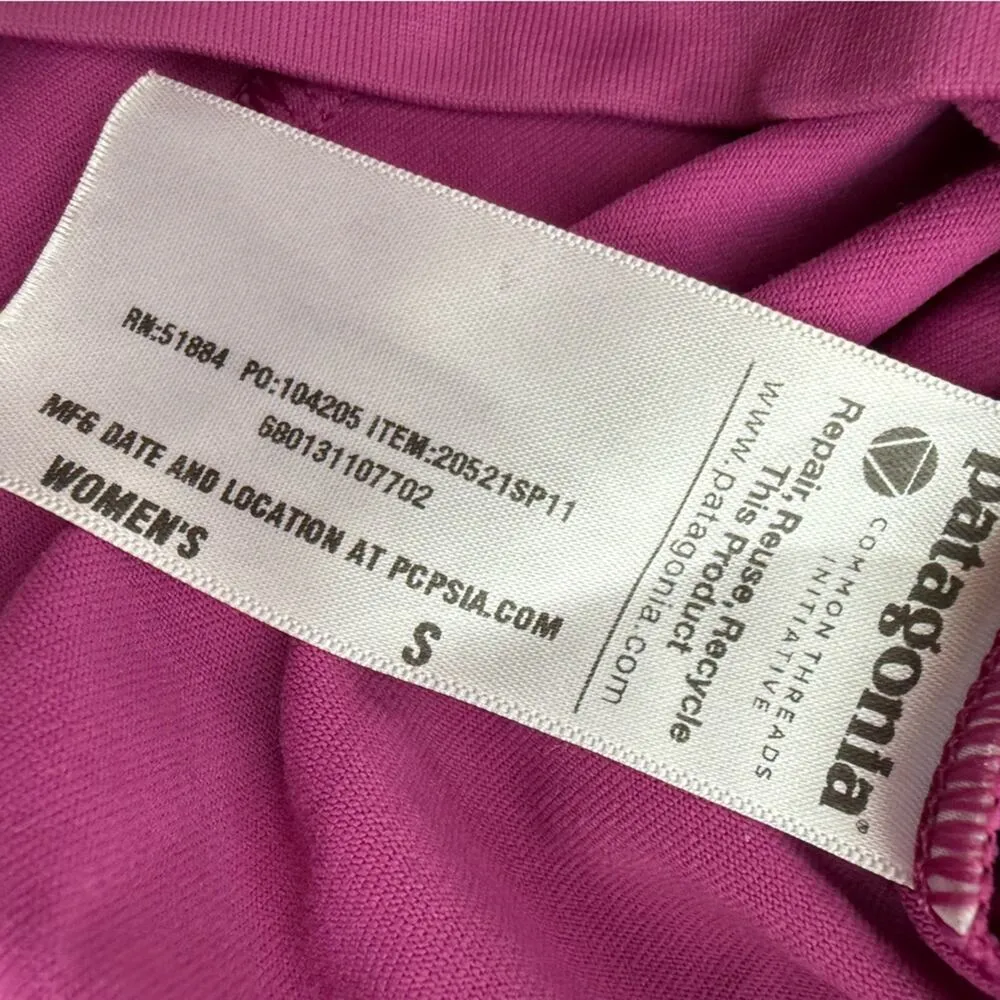 RN:51884 PO:104205 ITEM:20521SP11
680131107702
MFG DATE AND LOCATION AT PCPSIA.COM
WOMEN'S S
patagonia®
COMMON THREADS
INITIATIVE
Repair, Reuse, Recycle
This Product
www.patagonia.com